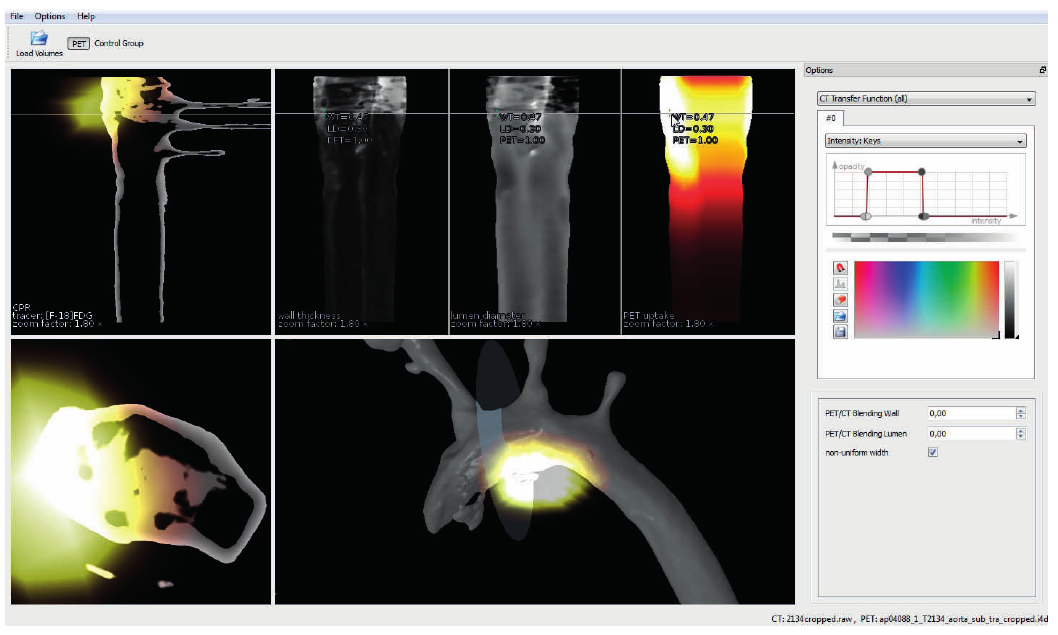 File Options Help
Load Volumes PET Control Group
Options
CT Transfer Function (all)
#0
Intensity: Keys
opacity
intensity
WT=0.47
LD=0.30
PET=1.00
WT=0.47
LD=0.30
PET=1.00
WT=0.47
LD=0.30
PET=1.00
CPR
tracer: [F-18]FDG
zoom factor: 1.80 ×
wall thickness
zoom factor: 1.80 ×
lumen diameter
zoom factor: 1.80 ×
PET uptake
zoom factor: 1.80 ×
PET/CT Blending Wall 0,00
PET/CT Blending Lumen 0,00
non-uniform width
CT: 2134cropped.raw, PET: ap04088_1_T2134_aorta_sub_tra_cropped.i4d